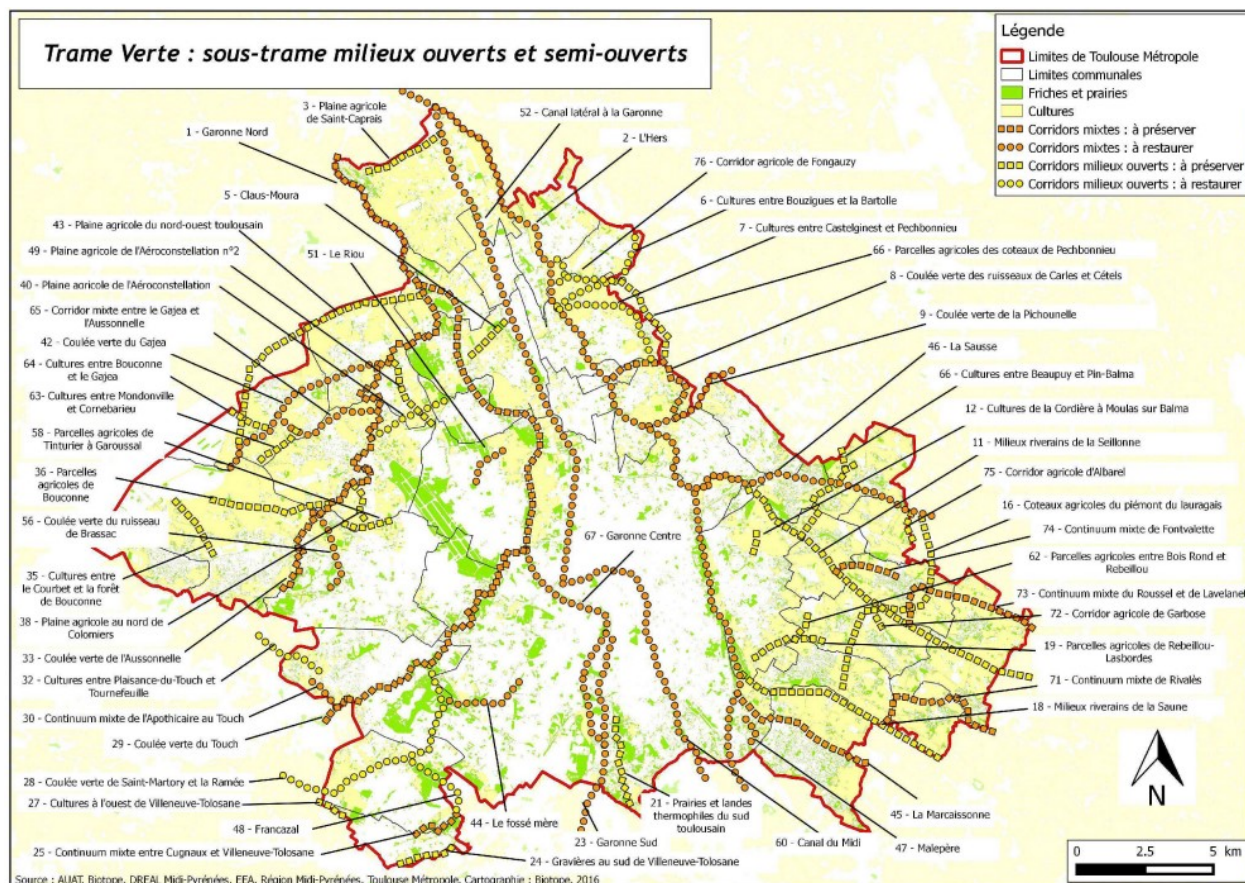 Trame Verte : sous-trame milieux ouverts et semi-ouverts
Légende
Limites de Toulouse Métropole
Limites communales
Friches et prairies
Cultures
Corridors mixtes : à préserver
Corridors mixtes : à restaurer
Corridors milieux ouverts : à préserver
Corridors milieux ouverts : à restaurer
3 - Plaine agricole
de Saint-Caprais
52 - Canal latéral à la Garonne
1 - Garonne Nord
2 - L'Hers
76 - Corridor agricole de Fongauzy
5 - Claus-Moura
6 - Cultures entre Bouzigues et la Bartolle
43 - Plaine agricole du nord-ouest toulousain
7 - Cultures entre Castelginest et Pechbonnieu
49 - Plaine agricole de l'Aéroconstellation n°2
51 - Le Riou
66 - Parcelles agricoles des coteaux de Pechbonnieu
40 - Plaine agricole de l'Aéroconstellation
8 - Coulée verte des ruisseaux de Carles et Cétels
65 - Corridor mixte entre le Gajea et
l'Aussonnelle
9 - Coulée verte de la Pichounelle
42 - Coulée verte du Gajea
46 - La Sausse
64 - Cultures entre Bouconne
et le Gajea
66 - Cultures entre Beaupuy et Pin-Balma
63- Cultures entre Mondonville
et Cornebarieu
12 - Cultures de la Cordière à Moulas sur Balma
58 - Parcelles agricoles de
Tinturier à Garoussal
11 - Milieux riverains de la Seillonne
75 - Corridor agricole d'Albarel
36 - Parcelles
agricoles de
Bouconne
16 - Coteaux agricoles du piémont du lauragais
56 - Coulée verte du ruisseau
de Brassac
67 - Garonne Centre
74 - Continuum mixte de Fontvalette
62 - Parcelles agricoles entre Bois Rond et
Rebeillou
35 - Cultures entre
le Courbet et la forêt
de Bouconne
73 - Continuum mixte du Roussel et de Lavelanet
38 - Plaine agricole au nord de
Colomiers
72 - Corridor agricole de Garbose
33 - Coulée verte de l'Aussonnelle
19 - Parcelles agricoles de Rebeillou-
Lasbordes
32 - Cultures entre Plaisance-du-Touch et
Tournefeuille
71 - Continuum mixte de Rivalès
30 - Continuum mixte de l'Apothicaire au Touch
18 - Milieux riverains de la Saune
29 - Coulée verte du Touch
28 - Coulée verte de Saint-Martory et la Ramée
27 - Cultures à l'ouest de Villeneuve-Tolosane
48 - Francazal
44 - Le fossé mère
21 - Prairies et landes
thermophiles du sud
toulousain
45 - La Marcaissonne
25 - Continuum mixte entre Cugnaux et Villeneuve-Tolosane
23 - Garonne Sud
60 - Canal du Midi
47 - Malepère
24 - Gravières au sud de Villeneuve-Tolosane
N
0 2.5 5 km
Source : AUAT, Biotope, DREAL Midi-Pyrénées, EEA, Région Midi-Pyrénées, Toulouse Métropole, Cartographie : Biotope, 2016